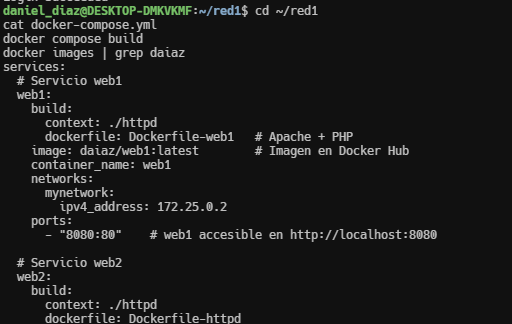 daniel_diaz@DESKTOP-DMKVKMF:~/red1$ cd ~/red1
cat docker-compose.yml
docker compose build
docker images | grep daiaz
services:
  # Servicio web1
  web1:
    build:
      context: ./httpd
      dockerfile: Dockerfile-web1   # Apache + PHP
    image: daiaz/web1:latest        # Imagen en Docker Hub
    container_name: web1
    networks:
      mynetwork:
        ipv4_address: 172.25.0.2
    ports:
      - "8080:80"    # web1 accesible en http://localhost:8080

  # Servicio web2
  web2:
    build:
      context: ./httpd
      dockerfile: Dockerfile-httpd